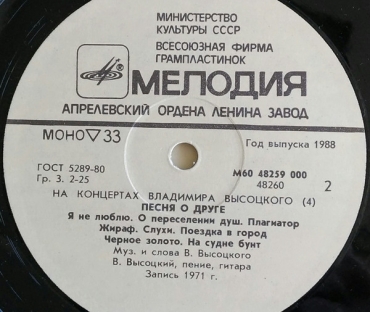 МИНИСТЕРСТВО
КУЛЬТУРЫ СССР
ВСЕСОЮЗНАЯ ФИРМА
ГРАМПЛАСТИНОК
МЕЛОДИЯ
АПРЕЛЕВСКИЙ ОРДЕНА ЛЕНИНА ЗАВОД
МОНО ▽ 33
Год выпуска 1988
ГОСТ 5289-80
М60 48259 000
Гр. 3. 2-25
48260
2
НА КОНЦЕРТАХ ВЛАДИМИРА ВЫСОЦКОГО (4)
ПЕСНЯ О ДРУГЕ
Я не люблю. О переселении душ. Плагиатор
Жираф. Слухи. Поездка в город
Черное золото. На судне бунт
Муз. и слова В. Высоцкого
В. Высоцкий, пение, гитара
Запись 1971 г.